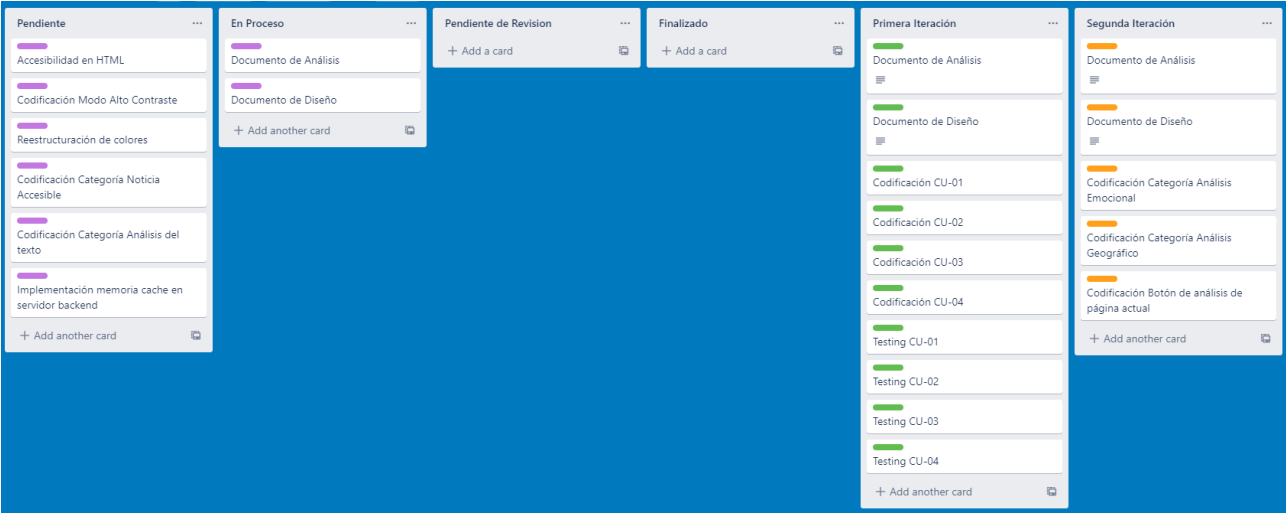 Pendiente
Accesibilidad en HTML
Codificación Modo Alto Contraste
Reestructuración de colores
Codificación Categoría Noticia
Accesible
Codificación Categoría Análisis del
texto
Implementación memoria cache en
servidor backend
+ Add another card
En Proceso
Documento de Análisis
Documento de Diseño
+ Add another card
Pendiente de Revision
+ Add a card
Finalizado
+ Add a card
Primera Iteración
Documento de Análisis
Documento de Diseño
Codificación CU-01
Codificación CU-02
Codificación CU-03
Codificación CU-04
Testing CU-01
Testing CU-02
Testing CU-03
Testing CU-04
+ Add another card
Segunda Iteración
Documento de Análisis
Documento de Diseño
Codificación Categoría Análisis
Emocional
Codificación Categoría Análisis
Geográfico
Codificación Botón de análisis de
página actual
+ Add another card